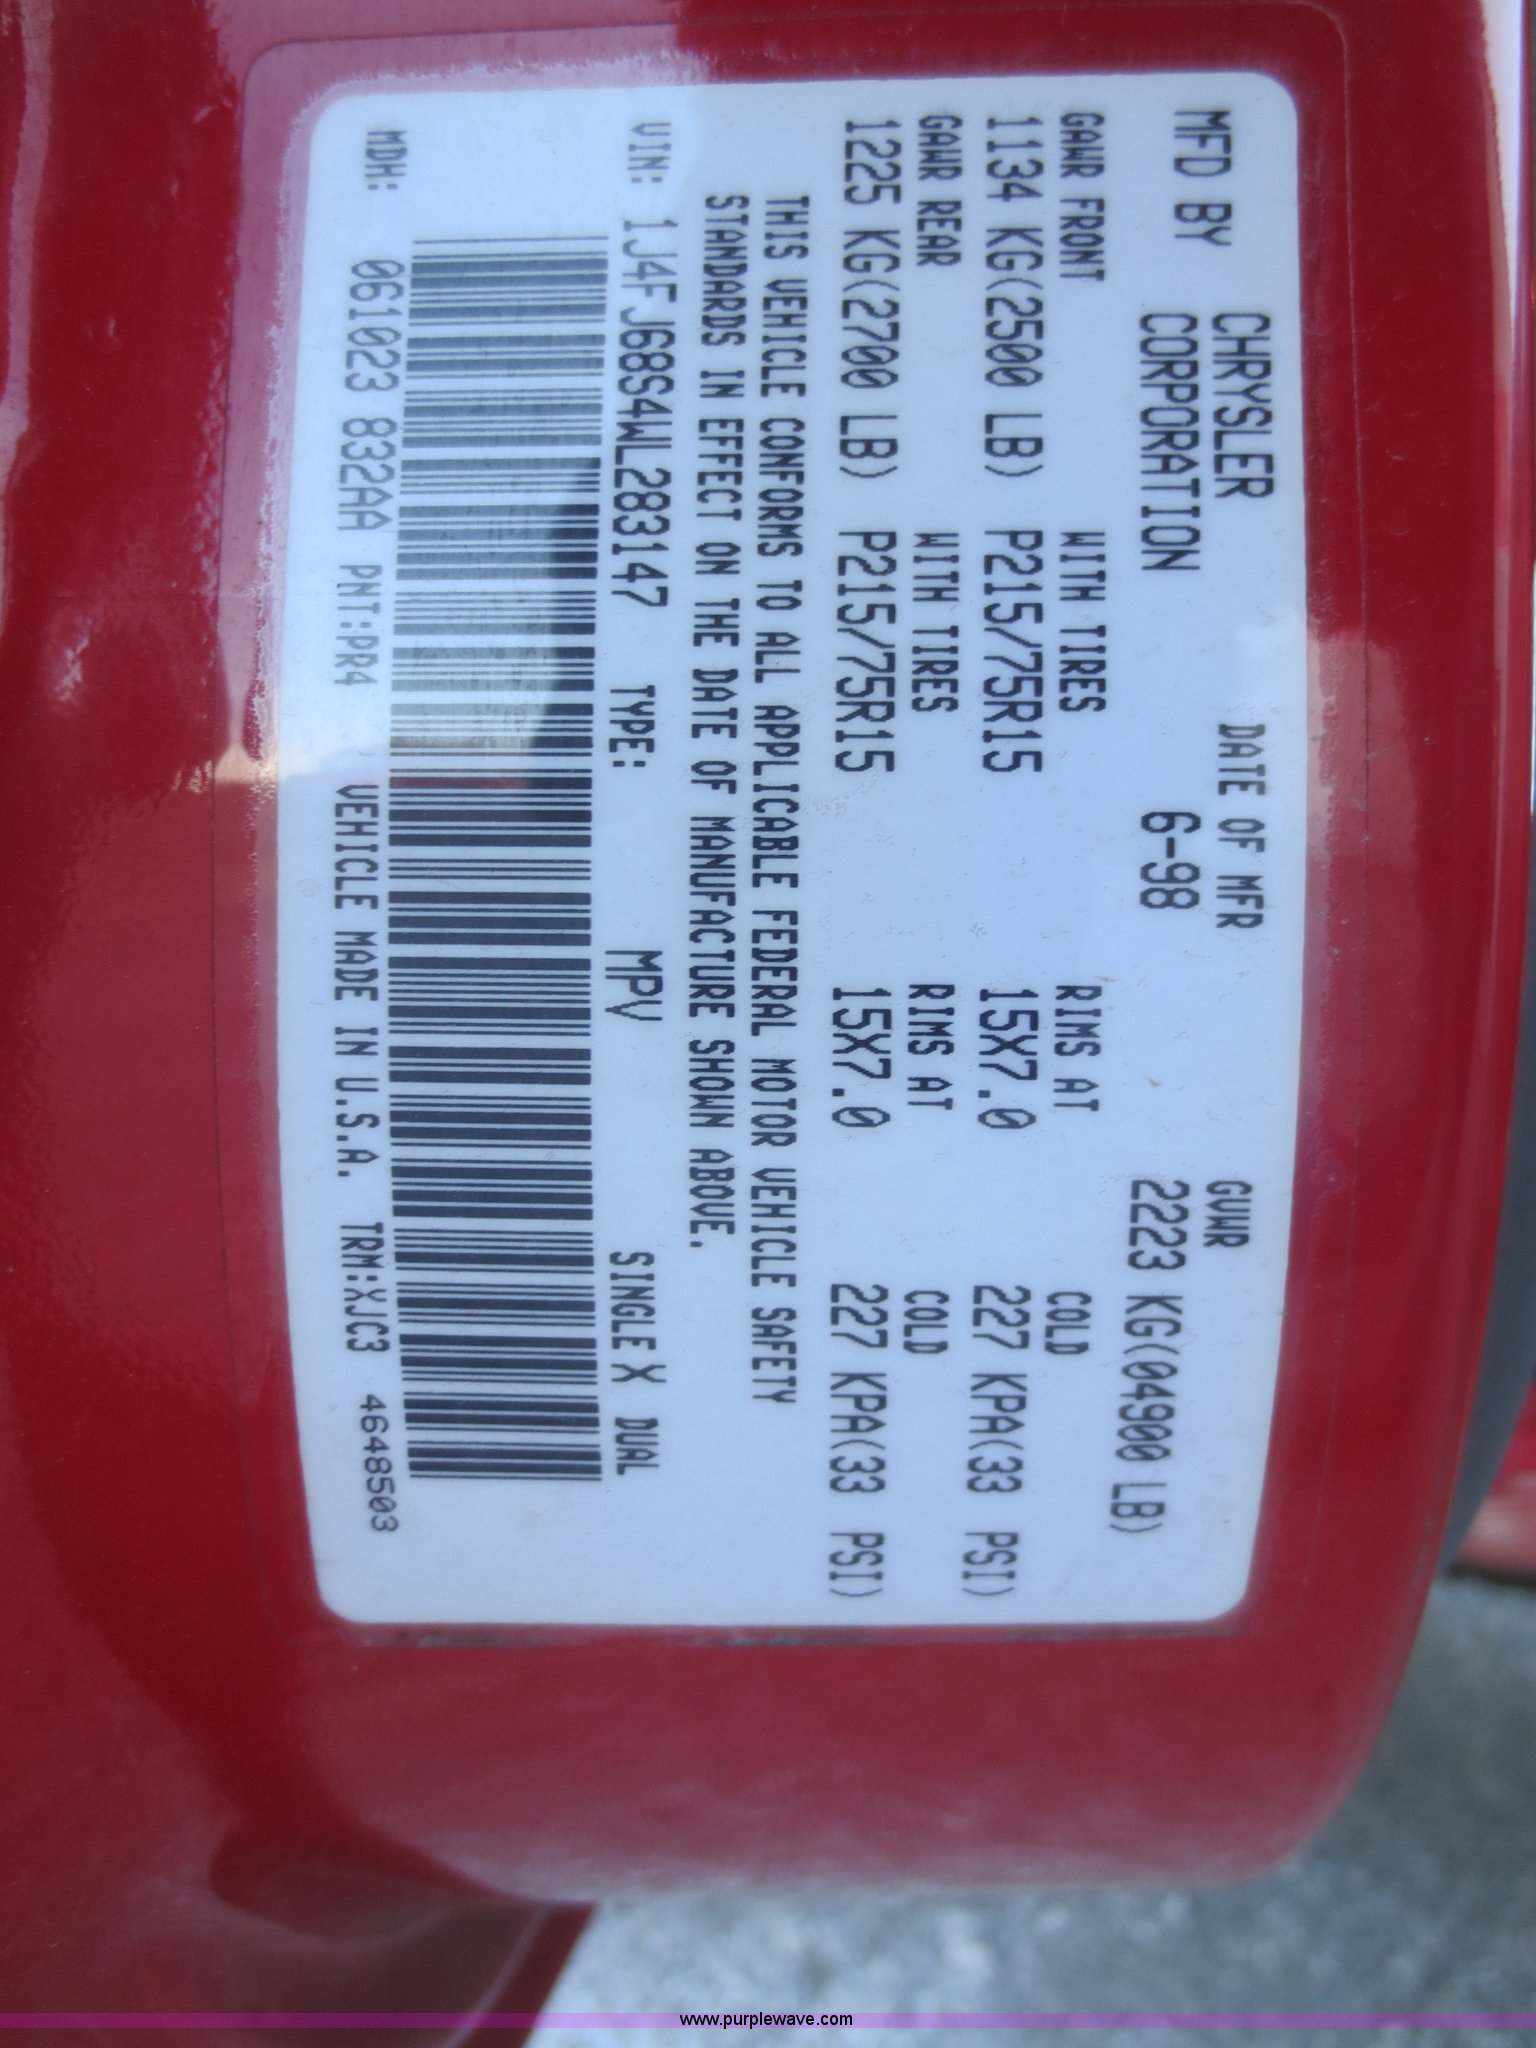 MFD BY CHRYSLER CORPORATION DATE OF MFR 6-98 GVWR 2223 KG(04900 LB)
GAWR FRONT WITH TIRES RIMS AT COLD
1134 KG(2500 LB) P215/75R15 15X7.0 227 KPA(33 PSI)
GAWR REAR WITH TIRES RIMS AT COLD
1225 KG(2700 LB) P215/75R15 15X7.0 227 KPA(33 PSI)
THIS VEHICLE CONFORMS TO ALL APPLICABLE FEDERAL MOTOR VEHICLE SAFETY
STANDARDS IN EFFECT ON THE DATE OF MANUFACTURE SHOWN ABOVE.
VIN: 1J4FJ68S4WL283147 TYPE: MPV SINGLE X DUAL
MDH: 061023 832AA PNT:PR4 VEHICLE MADE IN U.S.A. TRM:XJC3 4648503
www.purplewave.com